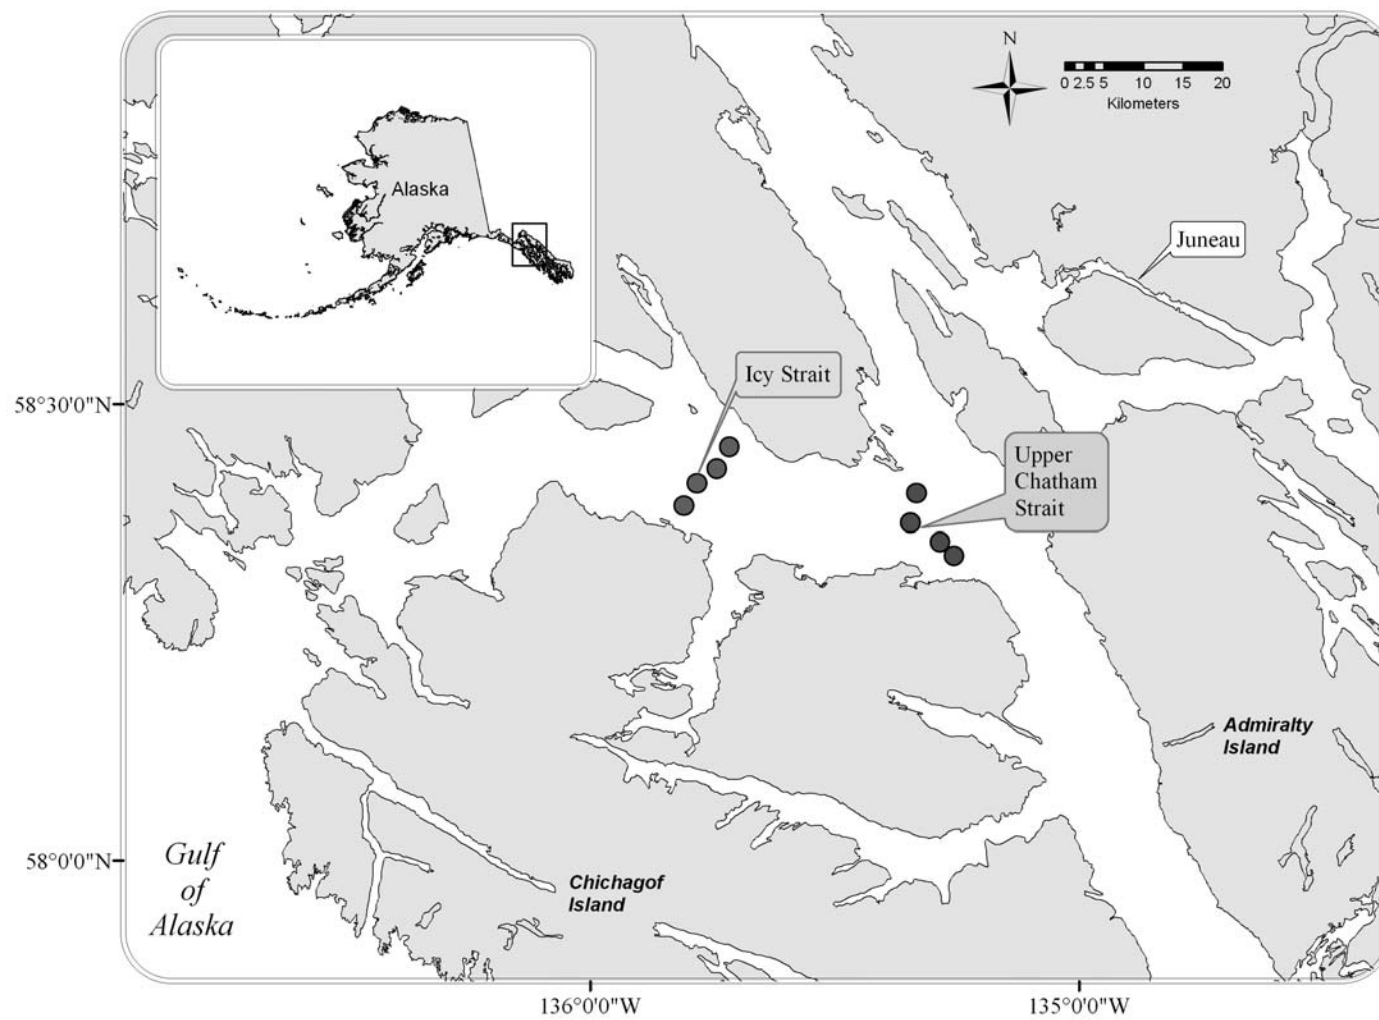 N
0 2.5 5 10 15 20
Kilometers
Alaska
Juneau
Icy Strait
58°30'0"N
Upper
Chatham
Strait
Admiralty
Island
58°0'0"N
Gulf
of
Alaska
Chichagof
Island
136°0'0"W
135°0'0"W